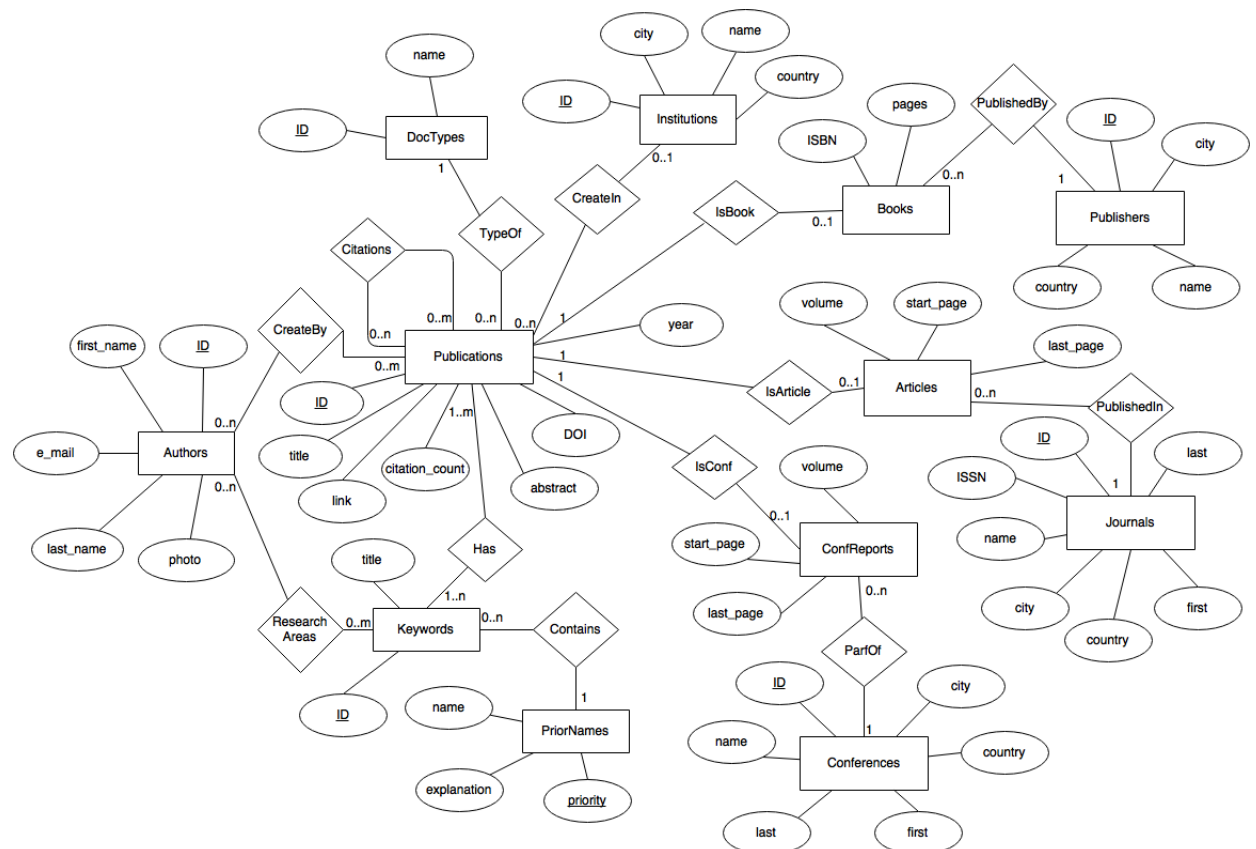 city
name
name
country
ID
Institutions
pages
PublishedBy
ID
ID
DocTypes
ISBN
city
1
0..1
CreateIn
0..n
1
IsBook
Books
Publishers
0..1
TypeOf
Citations
country
name
volume
start_page
0..m
0..n
0..n
1
year
CreateBy
0..n
first_name
ID
Publications
1
last_page
0..m
1
IsArticle
0..1
Articles
0..n
PublishedIn
ID
1..m
DOI
0..n
title
ID
e_mail
Authors
citation_count
IsConf
volume
last
0..n
link
abstract
ISSN
1
0..1
Journals
last_name
photo
Has
start_page
ConfReports
name
title
0..n
last_page
city
first
1..n
country
Research
Areas
0..m
Keywords
0..n
Contains
ParfOf
ID
city
ID
name
1
PriorNames
1
name
Conferences
country
explanation
priority
last
first